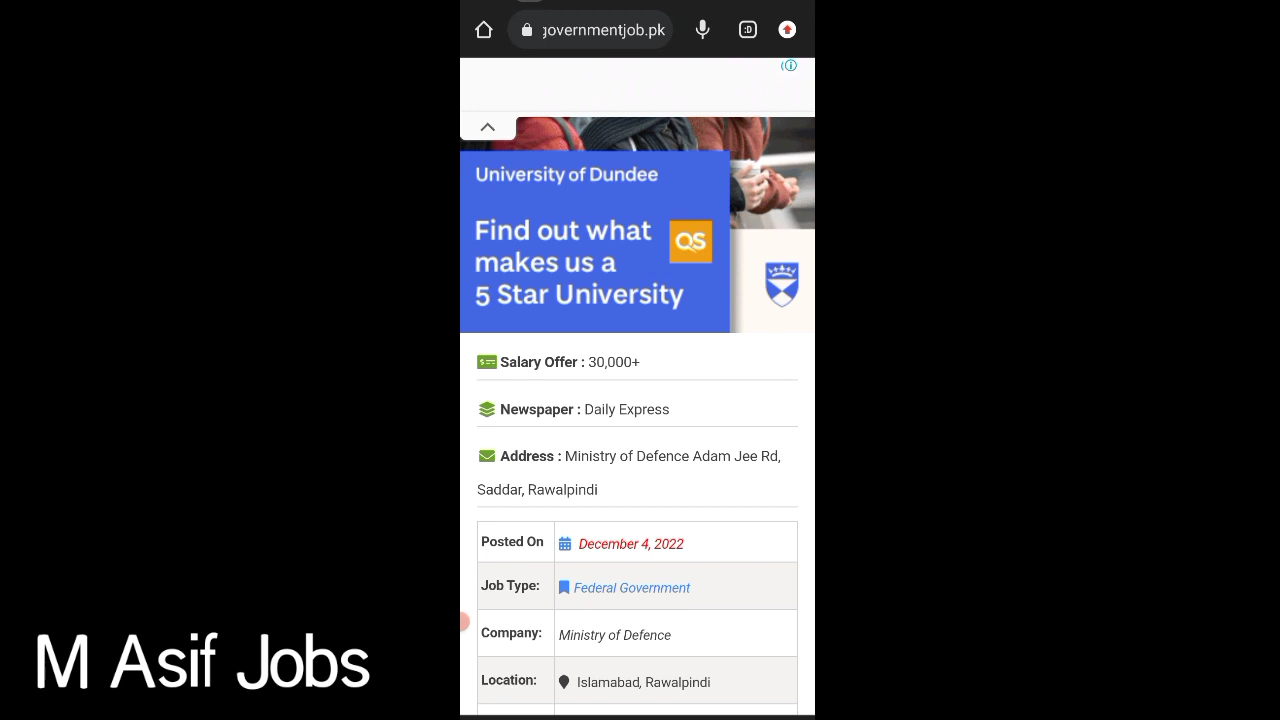 governmentjob.pk
:D
University of Dundee
Find out what
makes us a
5 Star University
QS
Salary Offer : 30,000+
Newspaper : Daily Express
Address : Ministry of Defence Adam Jee Rd,
Saddar, Rawalpindi
Posted On December 4, 2022
Job Type: Federal Government
Company: Ministry of Defence
Location: Islamabad, Rawalpindi
M Asif Jobs